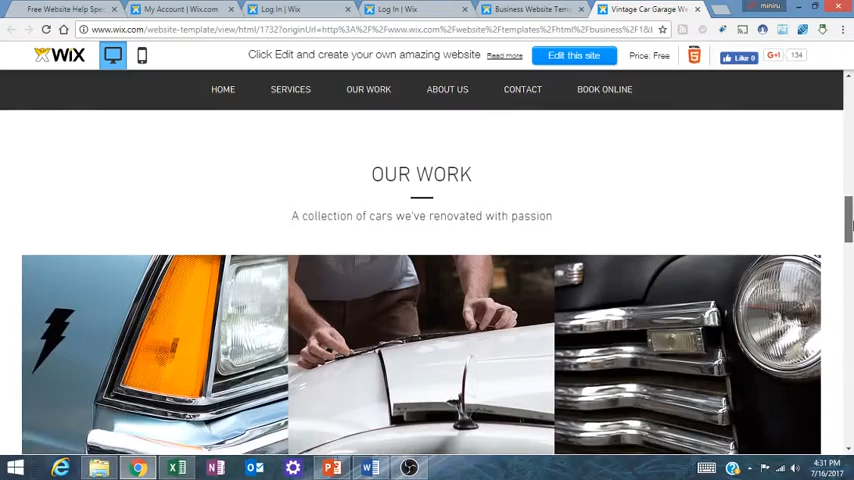 Free Website Help Spec
My Account | Wix.com
Log In | Wix
Log In | Wix
Business Website Temp
Vintage Car Garage We
miniru
www.wix.com/website-template/view/html/1732?originUrl=http%3A%2F%2Fwww.wix.com%2Fwebsite%2Ftemplates%2Fhtml%2Fbusiness%2F1&
WiX
Click Edit and create your own amazing website
Read more
Edit this site
Price: Free
Like 0
G+1
134
HOME
SERVICES
OUR WORK
ABOUT US
CONTACT
BOOK ONLINE
OUR WORK
A collection of cars we've renovated with passion
4:31 PM
7/16/2017